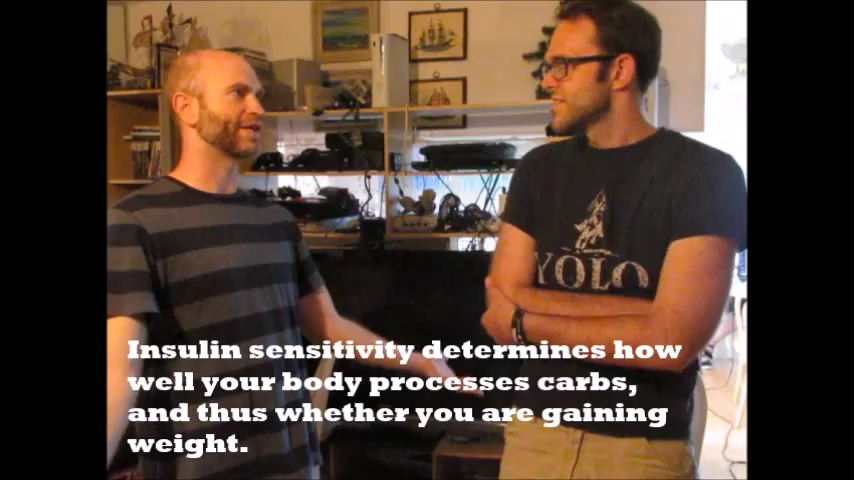 YOLO
Insulin sensitivity determines how
well your body processes carbs,
and thus whether you are gaining
weight.